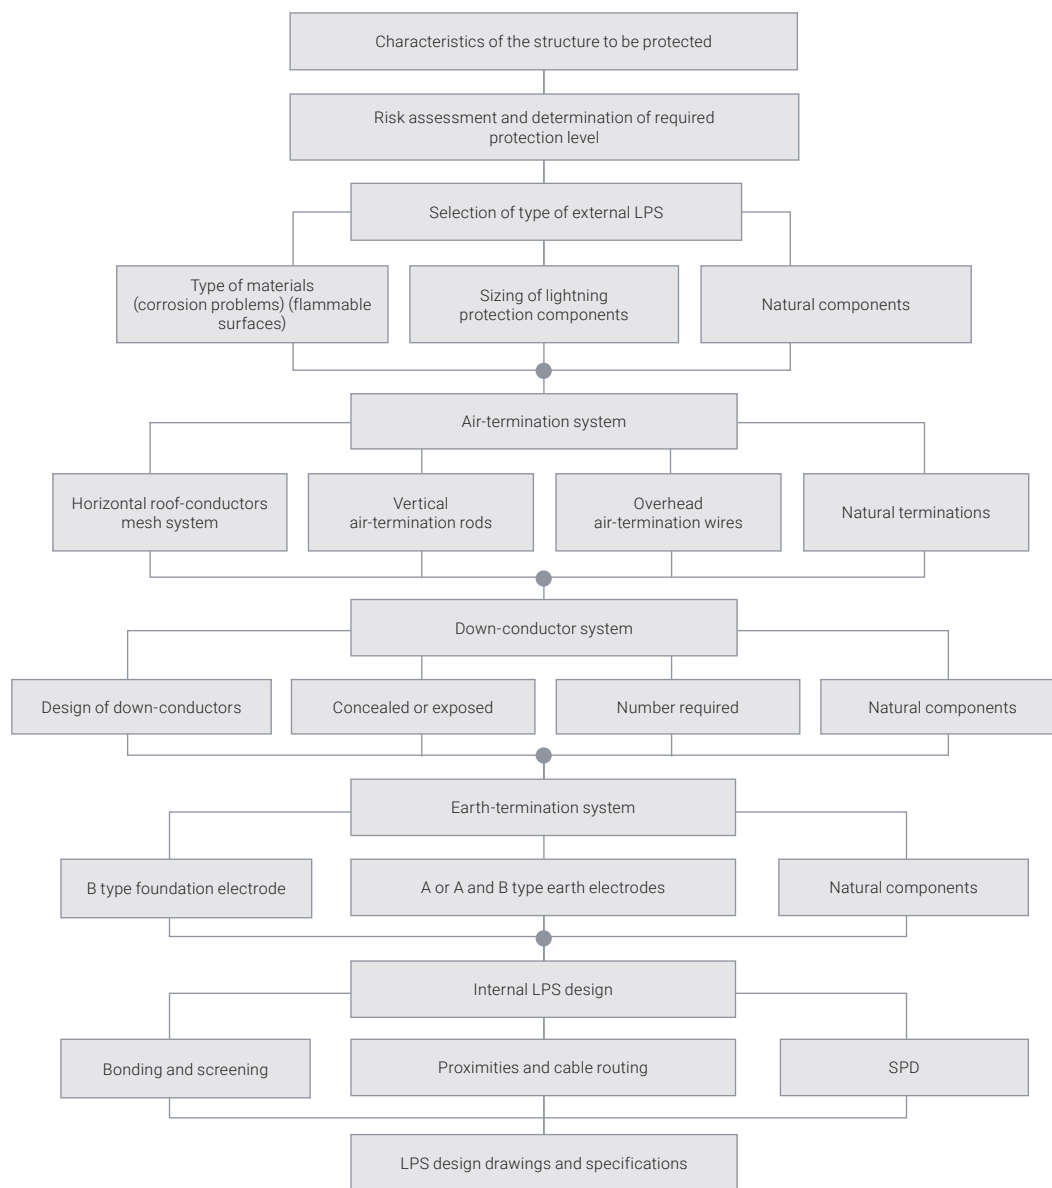 Characteristics of the structure to be protected
Risk assessment and determination of required
protection level
Selection of type of external LPS
Type of materials
(corrosion problems) (flammable
surfaces)
Sizing of lightning
protection components
Natural components
Air-termination system
Horizontal roof-conductors
mesh system
Vertical
air-termination rods
Overhead
air-termination wires
Natural terminations
Down-conductor system
Design of down-conductors
Concealed or exposed
Number required
Natural components
Earth-termination system
B type foundation electrode
A or A and B type earth electrodes
Natural components
Internal LPS design
Bonding and screening
Proximities and cable routing
SPD
LPS design drawings and specifications